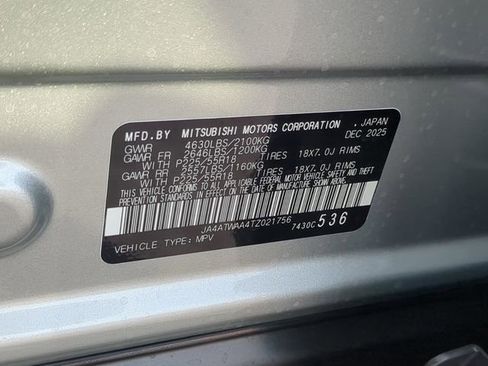 MFD.BY MITSUBISHI MOTORS CORPORATION, JAPAN
GVWR 4630LBS/2100KG DEC 2025
GAWR FR 2646LBS/1200KG
WITH P225/55R18 TIRES 18X7.0J RIMS
GAWR RR 2557LBS/1160KG
WITH P225/55R18 TIRES 18X7.0J RIMS
THIS VEHICLE CONFORMS TO ALL APPLICABLE U.S. FEDERAL MOTOR VEHICLE SAFETY, BUMPER, AND THEFT
PREVENTION STANDARDS IN EFFECT ON THE DATE OF MANUFACTURE SHOWN ABOVE.
JA4ATWAA4TZ021756 7430C 536
VEHICLE TYPE:MPV